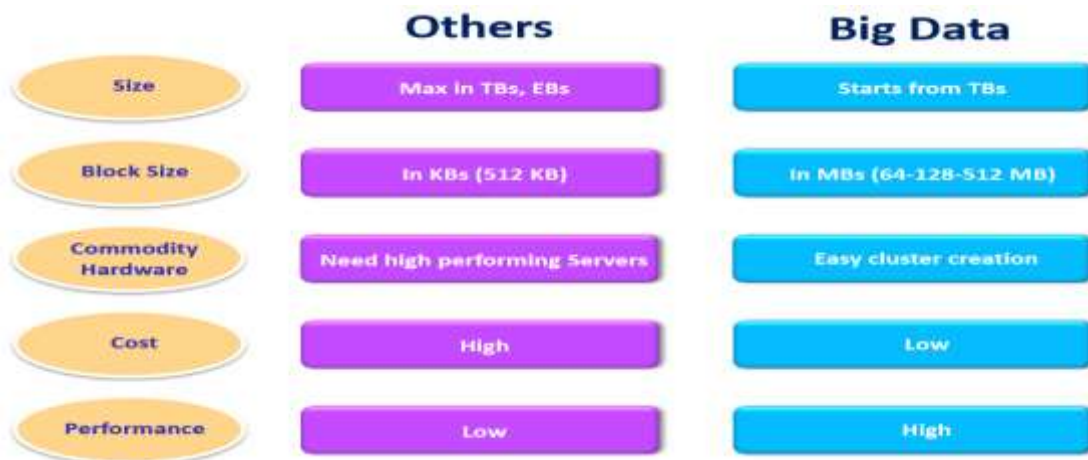 Others Big Data
Size Max in TBs, EBs Starts from TBs
Block Size In KBs (512 KB) In MBs (64-128-512 MB)
Commodity
Hardware Need high performing Servers Easy cluster creation
Cost High Low
Performance Low High